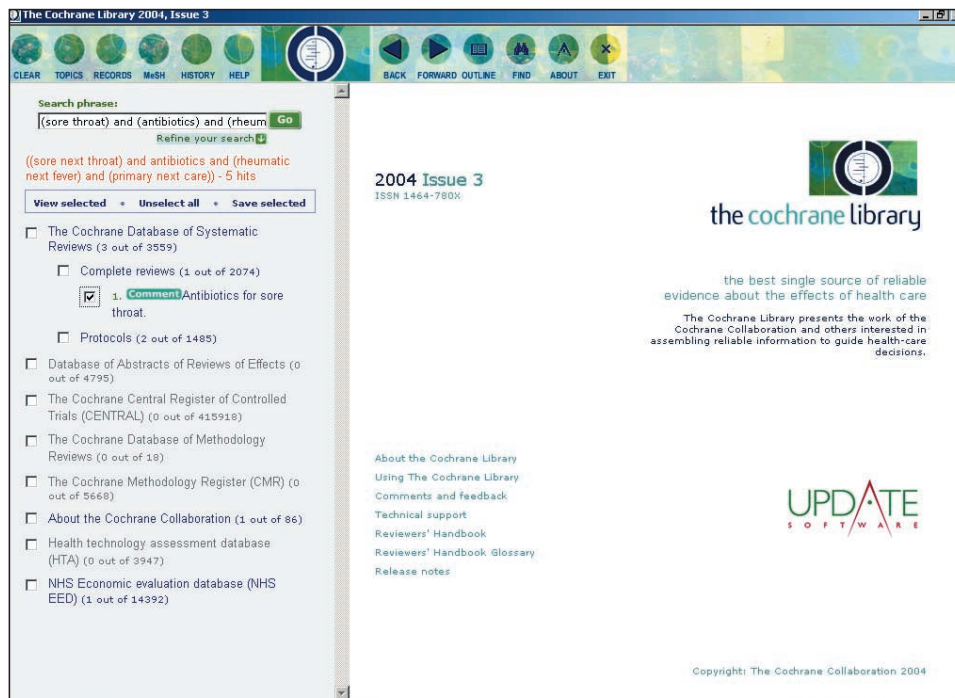 The Cochrane Library 2004, Issue 3
CLEAR TOPICS RECORDS MeSH HISTORY HELP BACK FORWARD OUTLINE FIND ABOUT EXIT
Search phrase:
(sore throat) and (antibiotics) and (rheum Go
Refine your search
((sore next throat) and antibiotics and (rheumatic
next fever) and (primary next care)) - 5 hits
View selected • Unselect all • Save selected
The Cochrane Database of Systematic
Reviews (3 out of 3559)
Complete reviews (1 out of 2074)
1. Comment Antibiotics for sore
throat.
Protocols (2 out of 1485)
Database of Abstracts of Reviews of Effects (0
out of 4795)
The Cochrane Central Register of Controlled
Trials (CENTRAL) (0 out of 415918)
The Cochrane Database of Methodology
Reviews (0 out of 18)
The Cochrane Methodology Register (CMR) (0
out of 5668)
About the Cochrane Collaboration (1 out of 86)
Health technology assessment database
(HTA) (0 out of 3947)
NHS Economic evaluation database (NHS
EED) (1 out of 14392)
2004 Issue 3
ISSN 1464-780X
the cochrane library
the best single source of reliable
evidence about the effects of health care
The Cochrane Library presents the work of the
Cochrane Collaboration and others interested in
assembling reliable information to guide health-care
decisions.
About the Cochrane Library
Using The Cochrane Library
Comments and feedback
Technical support
Reviewers' Handbook
Reviewers' Handbook Glossary
Release notes
UPDATE
SOFTWARE
Copyright: The Cochrane Collaboration 2004